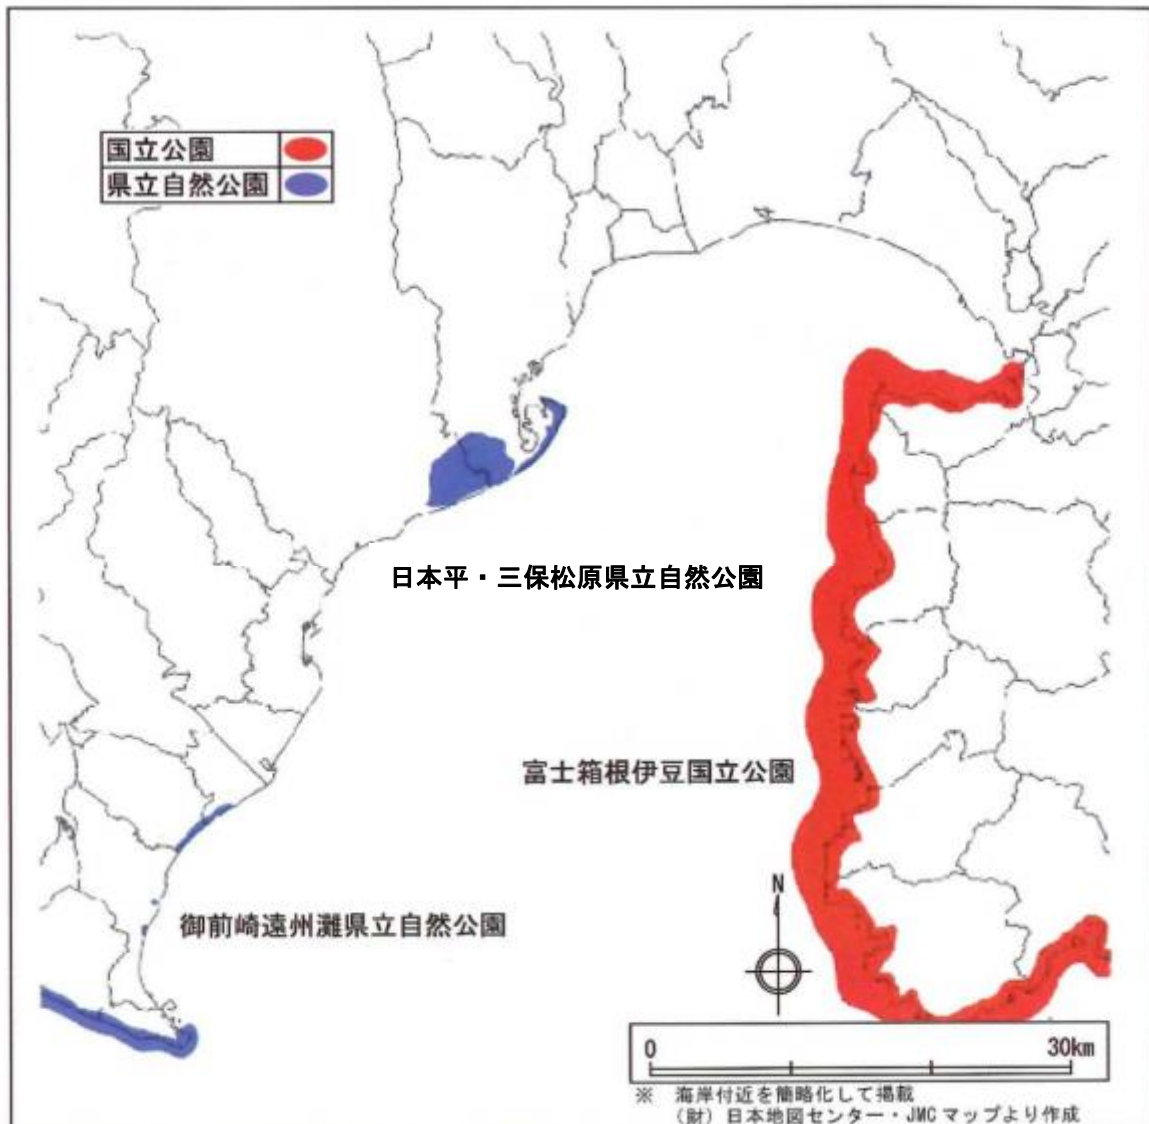 国立公園
県立自然公園
日本平・三保松原県立自然公園
富士箱根伊豆国立公園
御前崎遠州灘県立自然公園
N
0 30km
※ 海岸付近を簡略化して掲載
(財)日本地図センター・JMCマップより作成